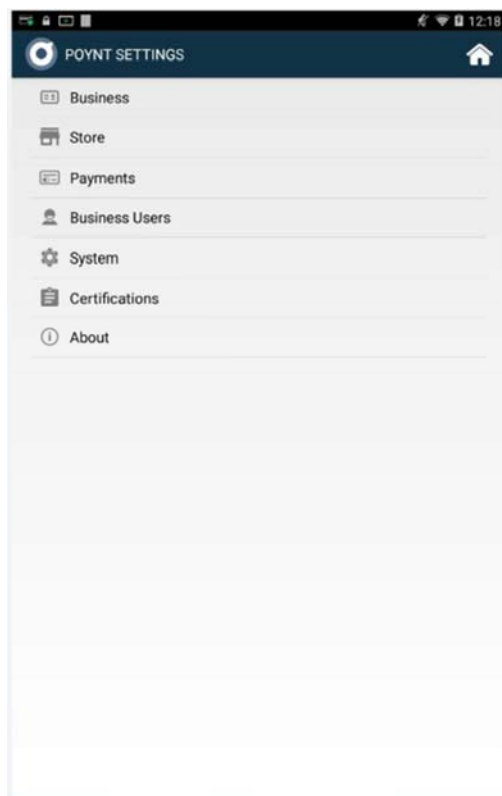 12:18
POYNT SETTINGS
Business
Store
Payments
Business Users
System
Certifications
About